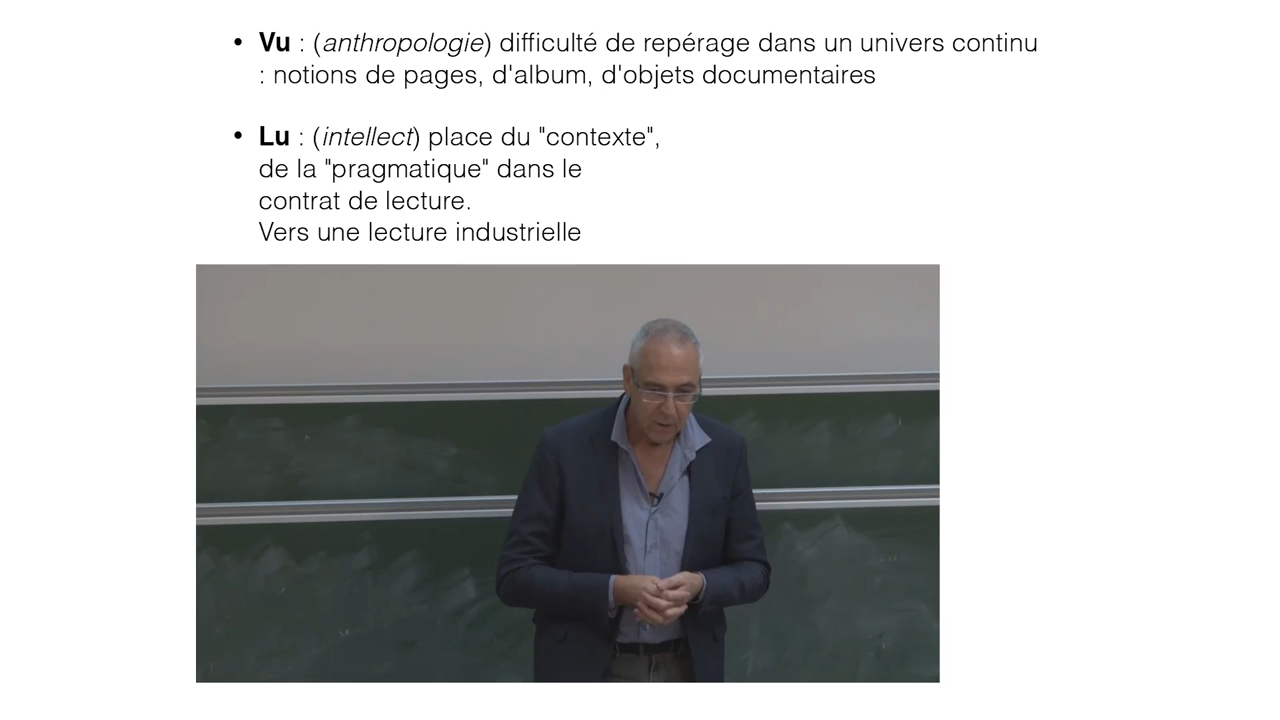 • Vu : (anthropologie) difficulté de repérage dans un univers continu
: notions de pages, d'album, d'objets documentaires
• Lu : (intellect) place du "contexte",
de la "pragmatique" dans le
contrat de lecture.
Vers une lecture industrielle